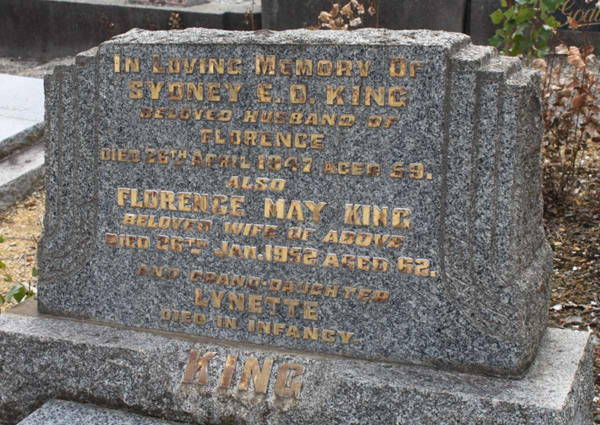 In Loving Memory Of
SYDNEY E. O. KING
BELOVED HUSBAND OF
FLORENCE
DIED 26TH APRIL 1947 AGED 59.
ALSO
FLORENCE MAY KING
BELOVED WIFE OF ABOVE
DIED 26TH JAN. 1952 AGED 62.
AND GRAND-DAUGHTER
LYNETTE
DIED IN INFANCY.
KING